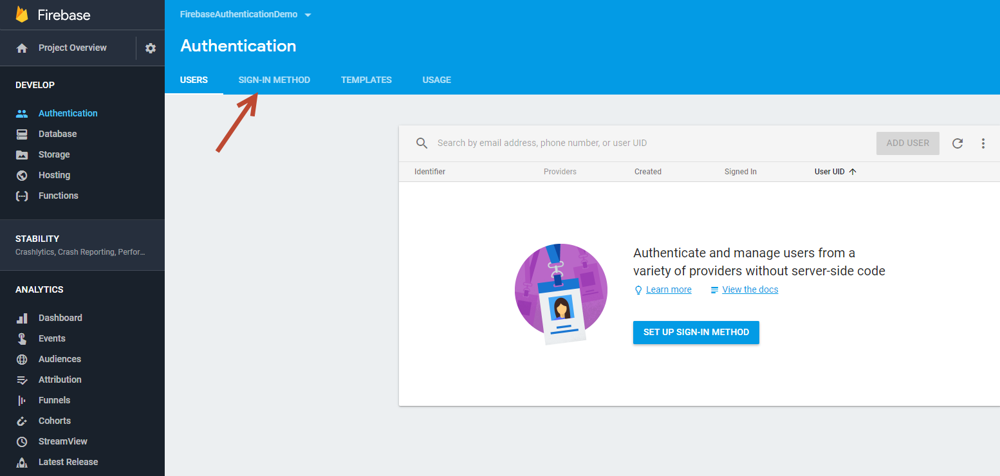 Firebase
Project Overview
DEVELOP
Authentication
Database
Storage
Hosting
Functions
STABILITY
Crashlytics, Crash Reporting, Perfor...
ANALYTICS
Dashboard
Events
Audiences
Attribution
Funnels
Cohorts
StreamView
Latest Release
FirebaseAuthenticationDemo
Authentication
USERS SIGN-IN METHOD TEMPLATES USAGE
Search by email address, phone number, or user UID ADD USER
Identifier Providers Created Signed In User UID
Authenticate and manage users from a
variety of providers without server-side code
Learn more View the docs
SET UP SIGN-IN METHOD